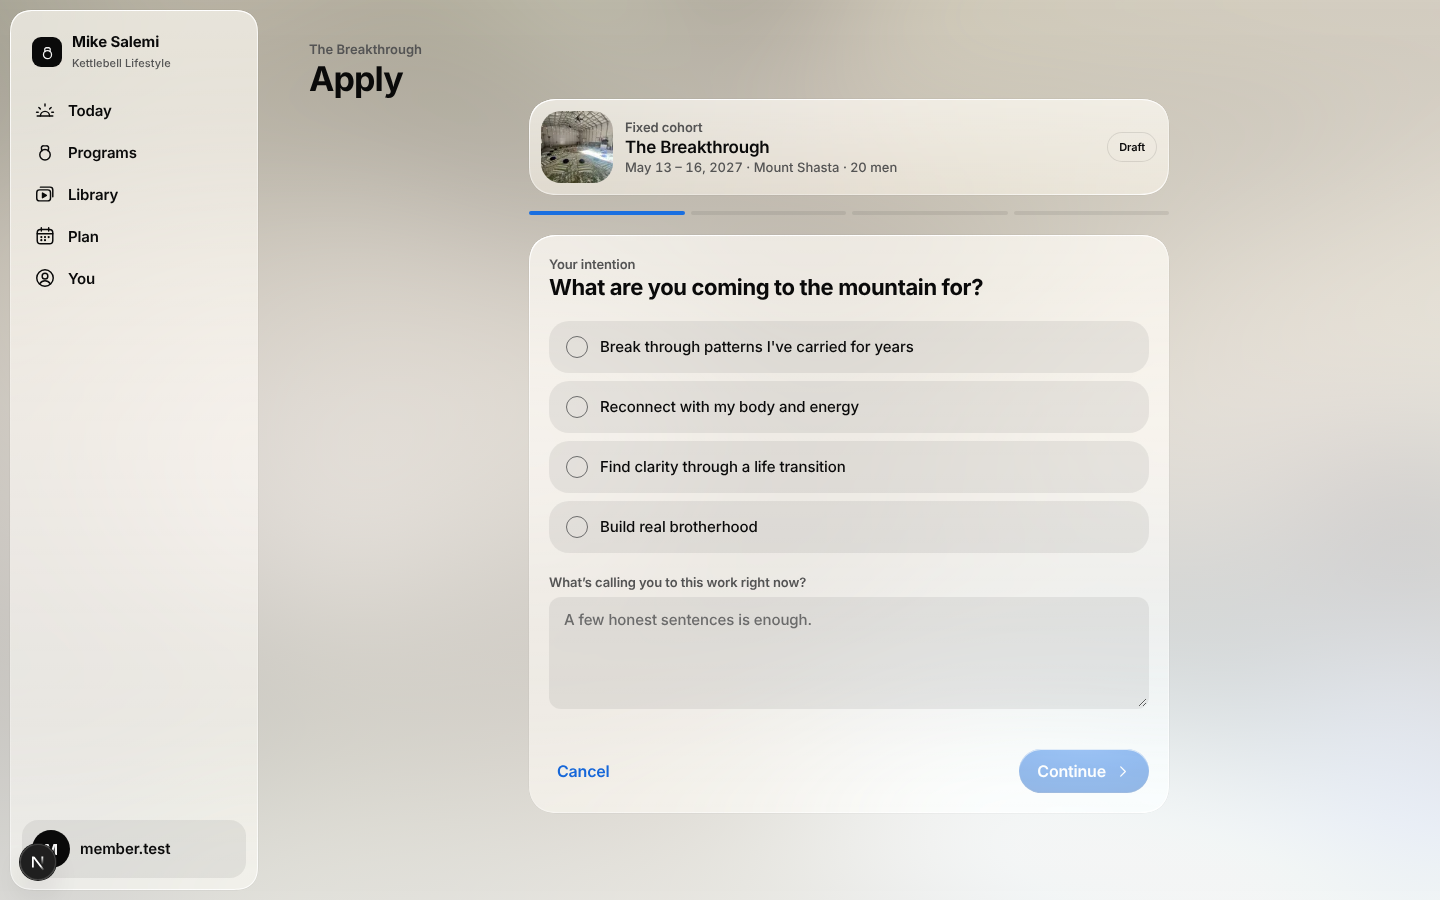 Mike Salemi
Kettlebell Lifestyle
Today
Programs
Library
Plan
You
member.test
N
The Breakthrough
Apply
Fixed cohort
The Breakthrough
May 13 – 16, 2027 · Mount Shasta · 20 men
Draft
Your intention
What are you coming to the mountain for?
Break through patterns I've carried for years
Reconnect with my body and energy
Find clarity through a life transition
Build real brotherhood
What’s calling you to this work right now?
A few honest sentences is enough.
Cancel
Continue